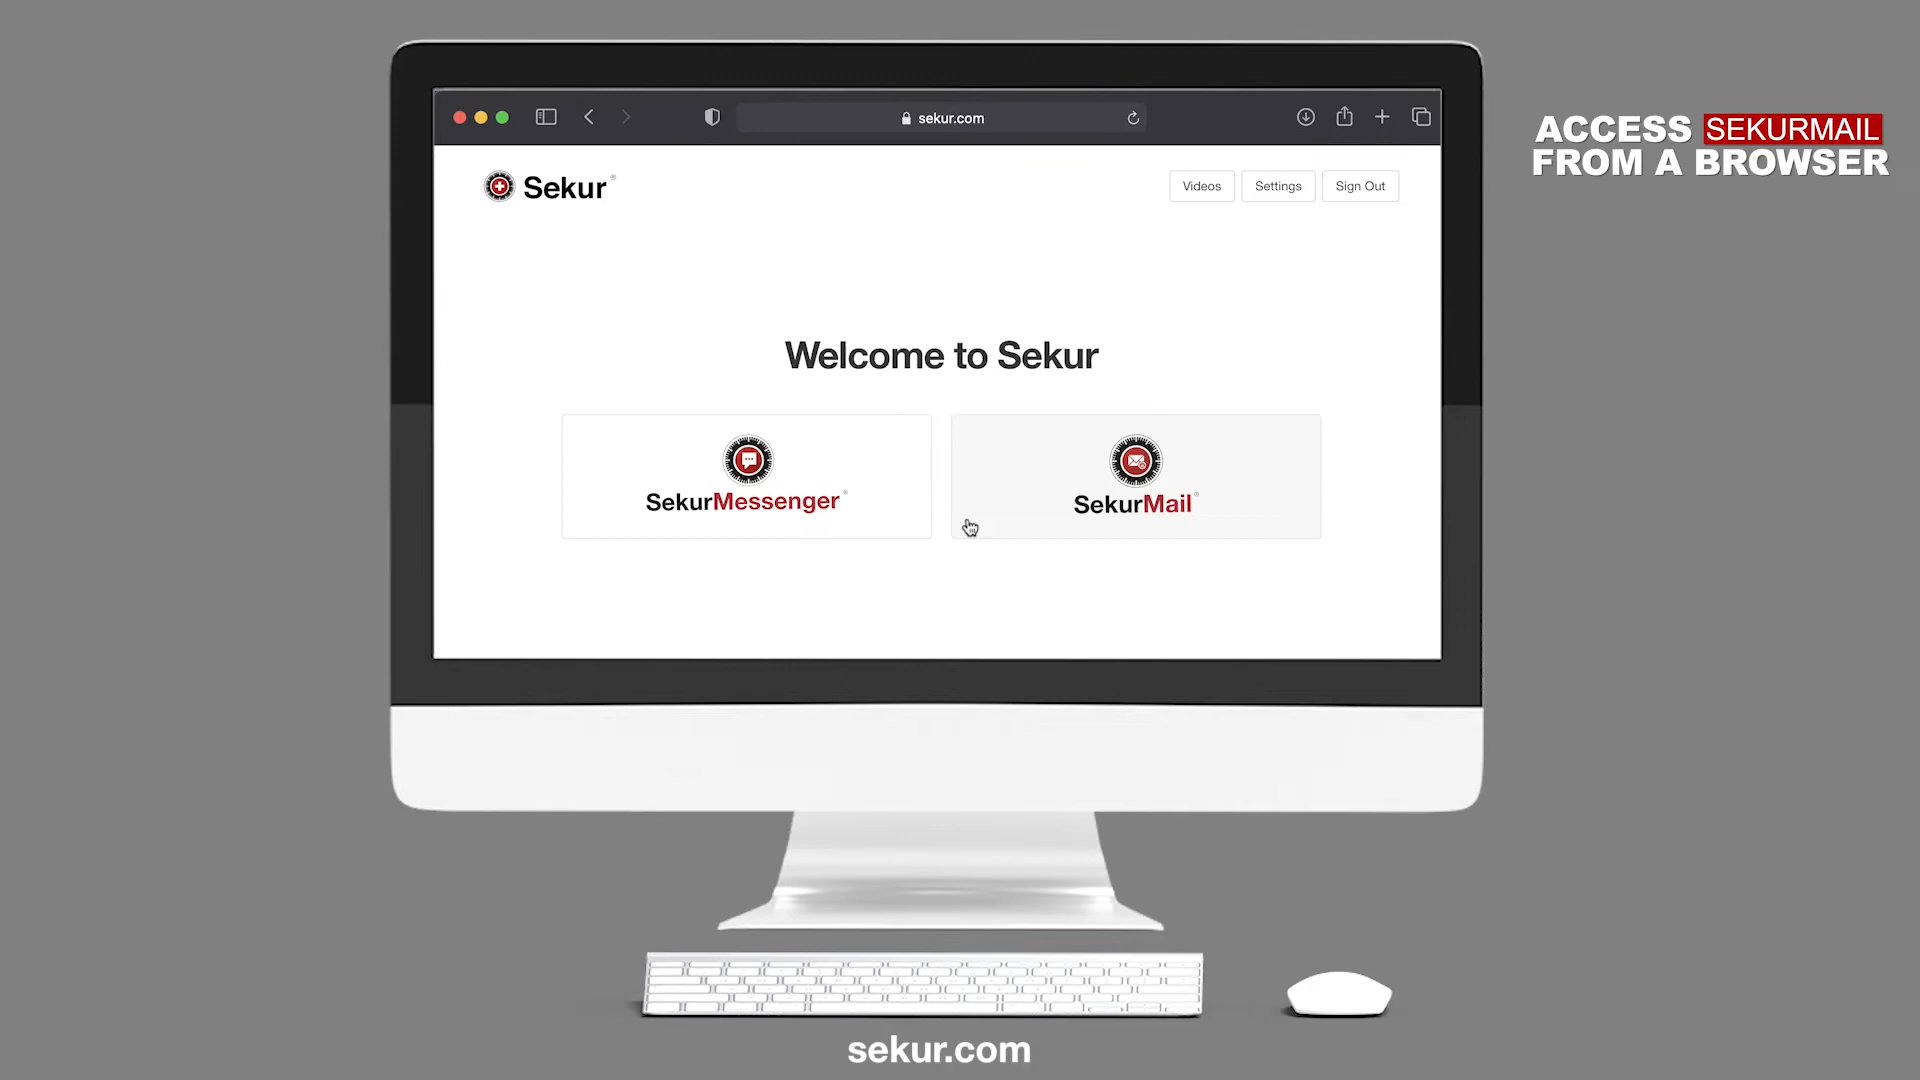 sekur.com
ACCESS SEKURMAIL
FROM A BROWSER
Sekur®
Videos
Settings
Sign Out
Welcome to Sekur
SekurMessenger®
SekurMail®
sekur.com